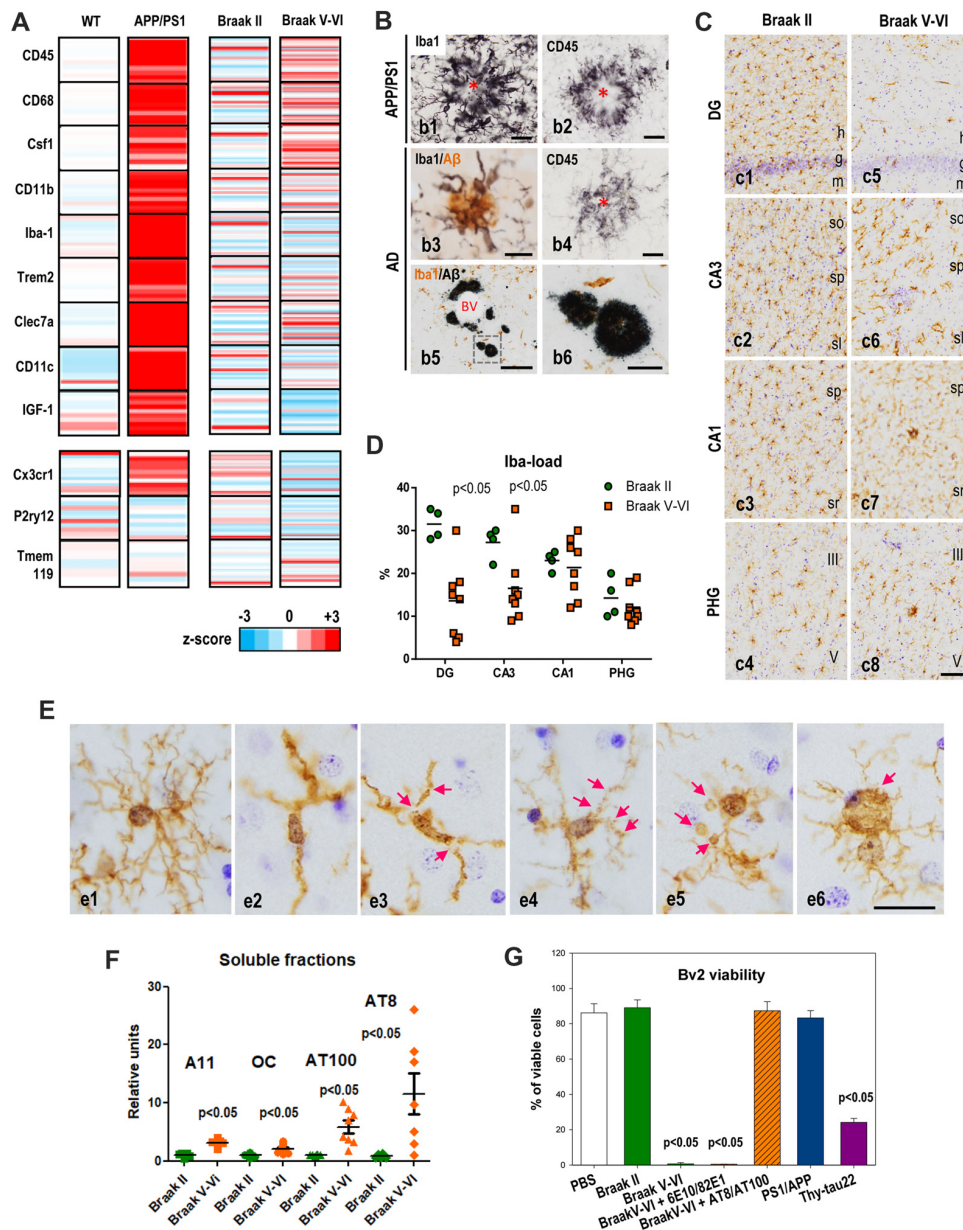 A
WT
APP/PS1
Braak II
Braak V-VI
CD45
CD68
Csf1
CD11b
Iba-1
Trem2
Clec7a
CD11c
IGF-1
Cx3cr1
P2ry12
Tmem
119
-3
0
+3
z-score
B
APP/PS1
Iba1
b1
CD45
b2
AD
Iba1/Aβ
b3
CD45
b4
Iba1/Aβ
BV
b5
b6
C
Braak II
Braak V-VI
DG
h
g
m
c1
h
g
m
c5
CA3
so
sp
sl
c2
so
sp
sl
c6
CA1
sp
sr
c3
sp
sr
c7
PHG
III
V
c4
III
V
c8
D
Iba-load
p<0.05
p<0.05
Braak II
Braak V-VI
%
40
30
20
10
0
DG
CA3
CA1
PHG
E
e1
e2
e3
e4
e5
e6
F
Soluble fractions
Relative units
30
20
10
0
A11
p<0.05
OC
p<0.05
AT100
p<0.05
AT8
p<0.05
Braak II
Braak V-Vi
Braak II
Braak V-VI
Braak II
Braak V-VI
Braak II
Braak V-VI
G
Bv2 viability
% of viable cells
100
80
60
40
20
0
p<0.05
p<0.05
p<0.05
PBS
Braak II
Braak V-VI
BraakV-VI + 6E10/82E1
BraakV-VI + AT8/AT100
PS1/APP
Thy-tau22